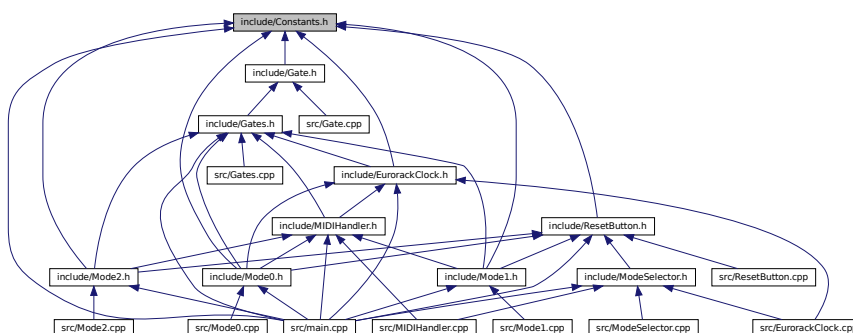 include/Constants.h
include/Gate.h
include/Gates.h
src/Gate.cpp
src/Gates.cpp
include/EurorackClock.h
include/MIDIHandler.h
include/ResetButton.h
include/Mode2.h
include/Mode0.h
include/Mode1.h
include/ModeSelector.h
src/ResetButton.cpp
src/Mode2.cpp
src/Mode0.cpp
src/main.cpp
src/MIDIHandler.cpp
src/Mode1.cpp
src/ModeSelector.cpp
src/EurorackClock.cpp